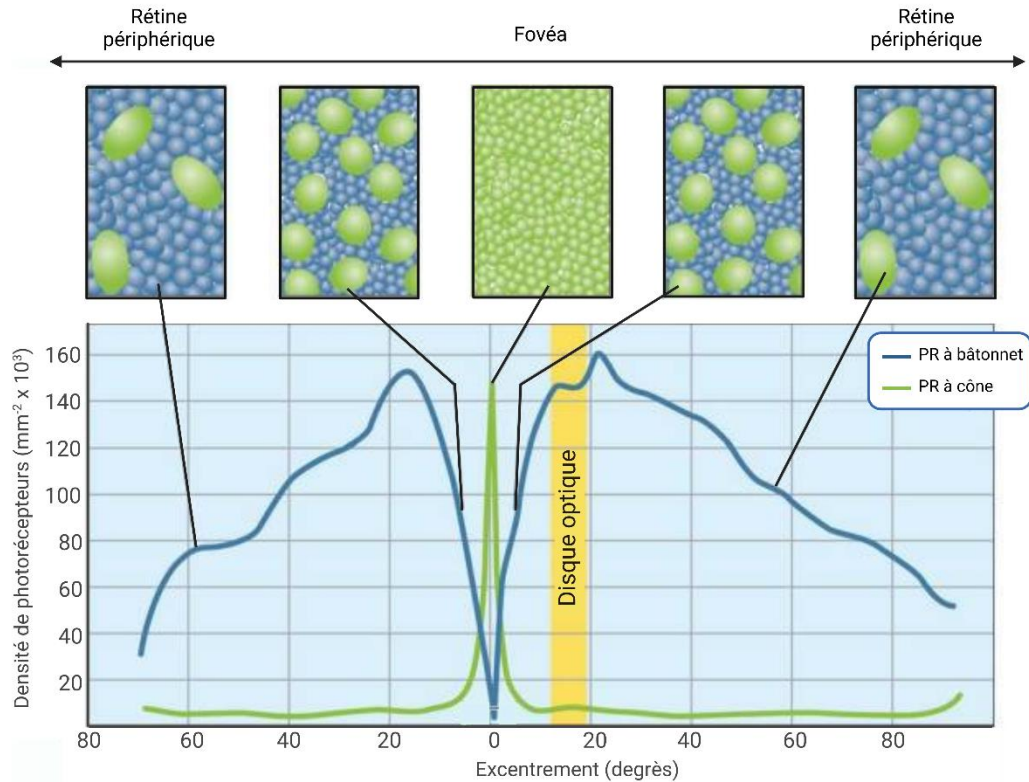 Rétine
périphérique
Fovéa
Rétine
périphérique
Densité de photorécepteurs (mm⁻² x 10³)
160
140
120
100
80
60
40
20
PR à bâtonnet
PR à cône
Disque optique
80 60 40 20 0 20 40 60 80
Excentrement (degrès)